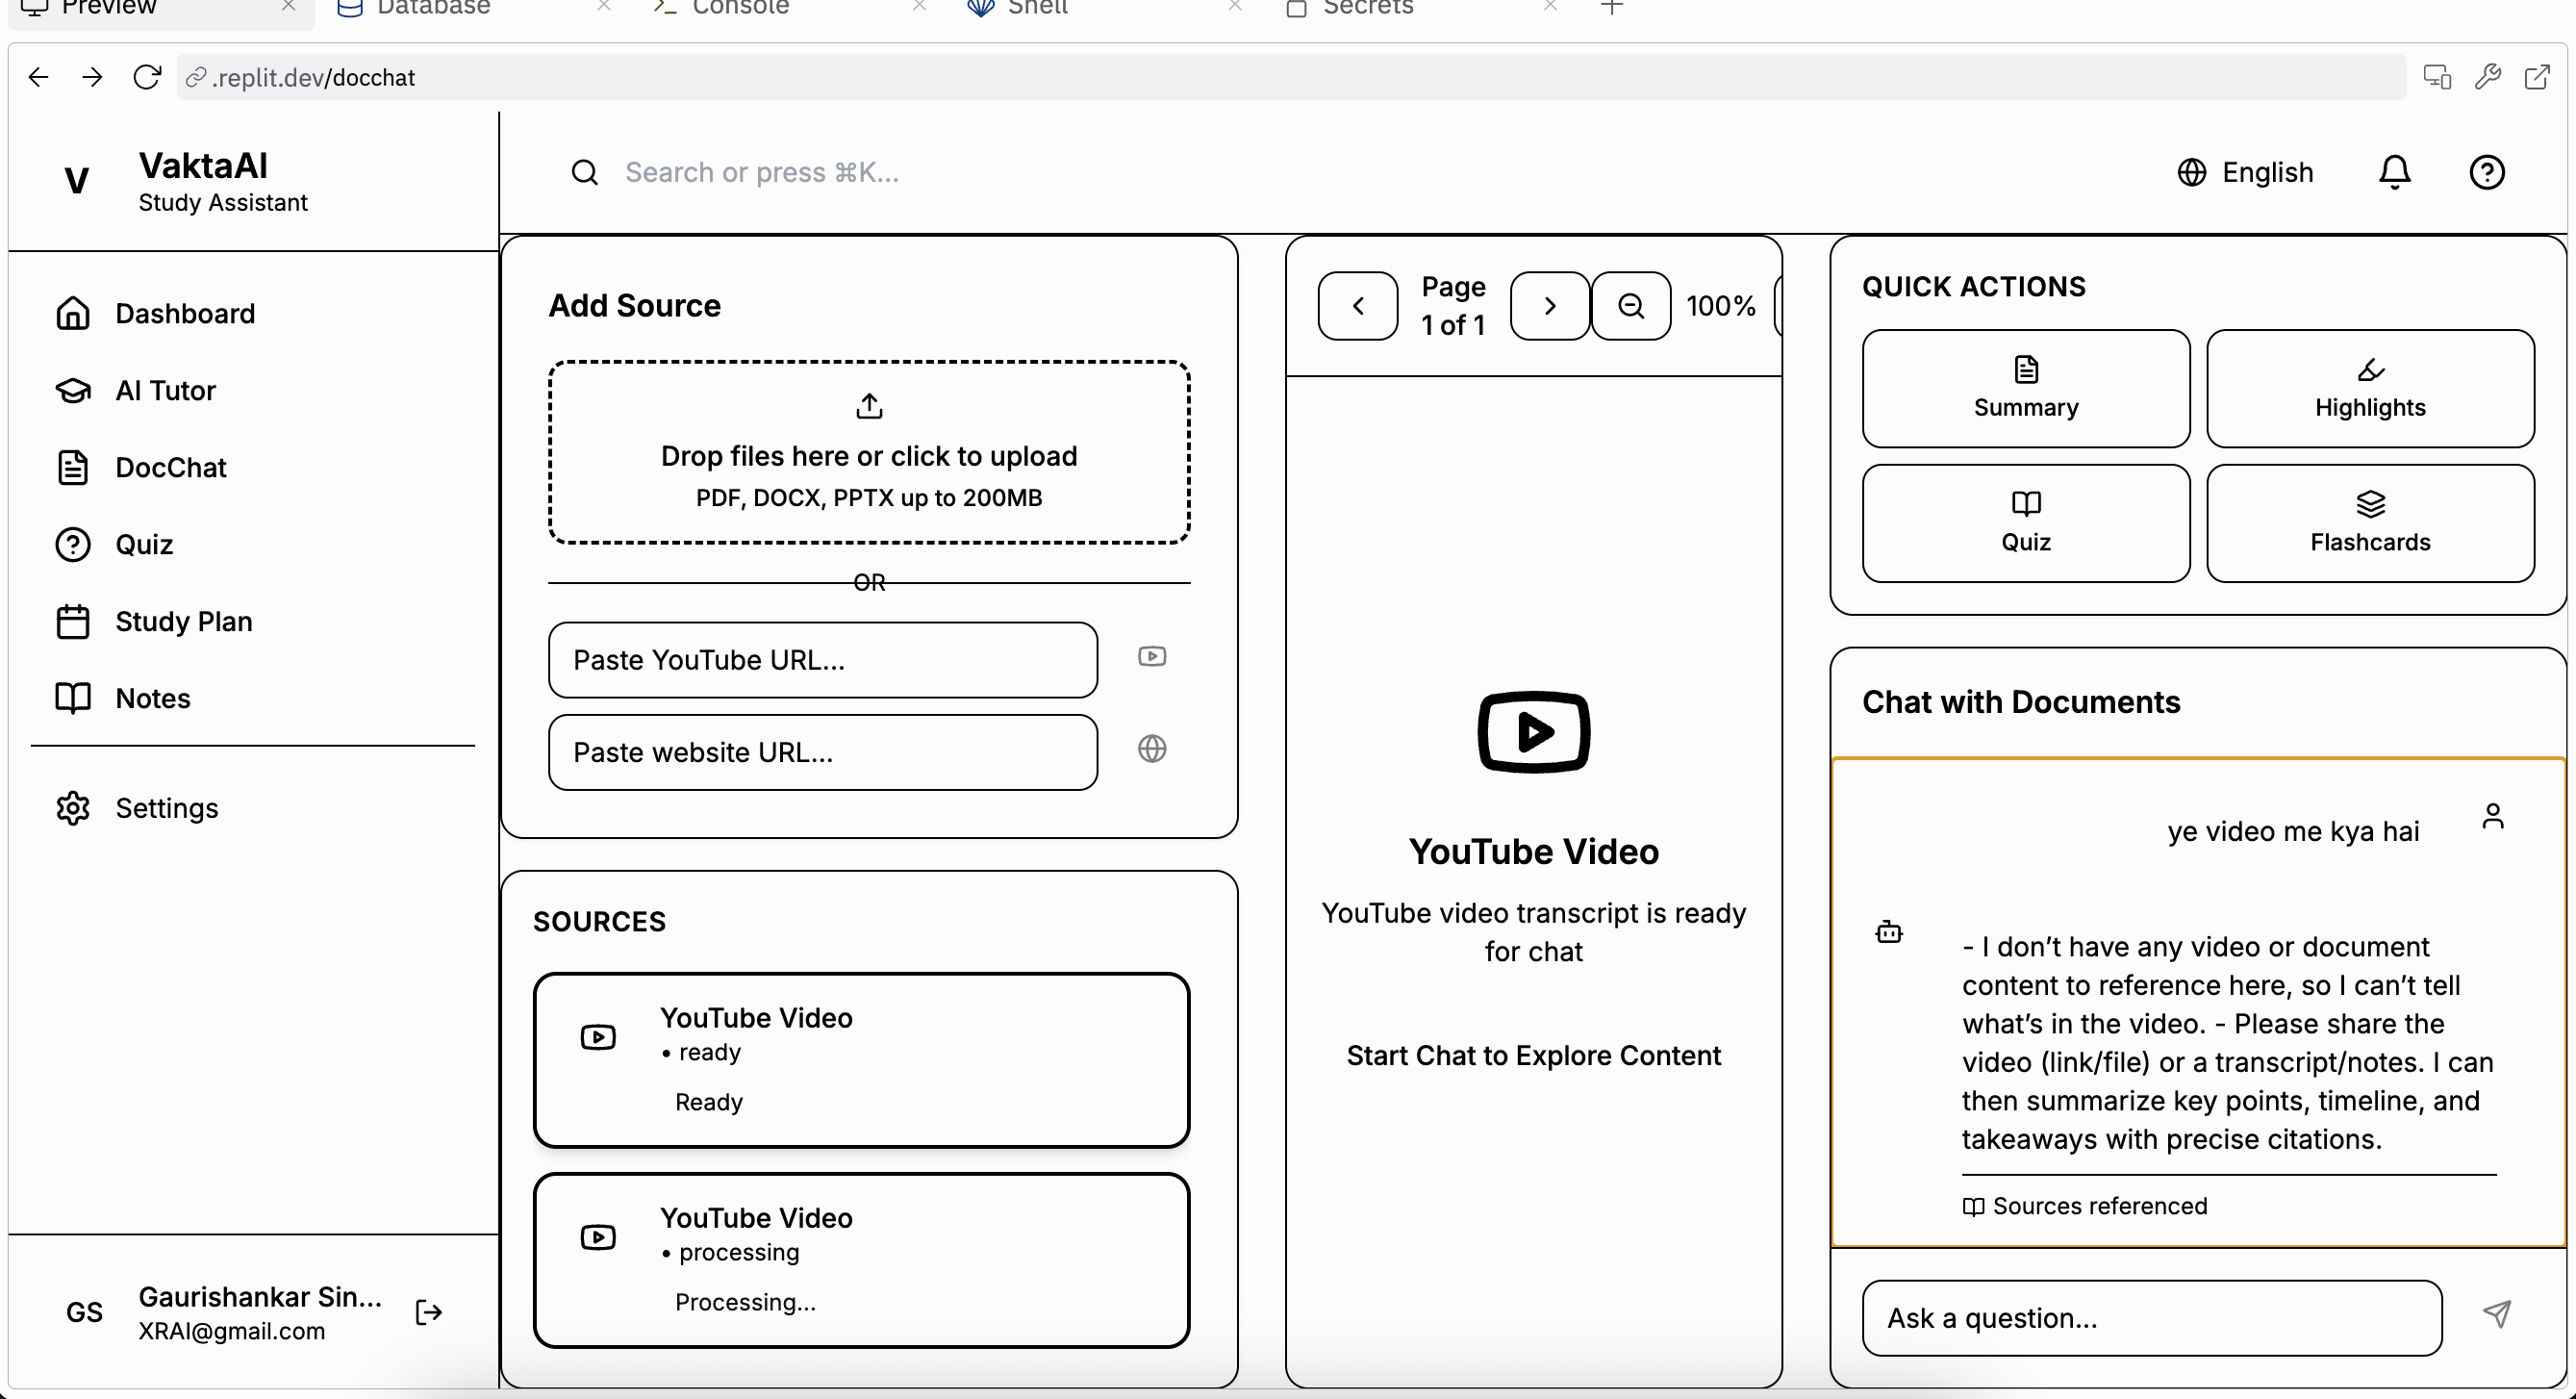 Preview
Database
Console
Shell
Secrets
.replit.dev/docchat
V
VaktaAI
Study Assistant
Search or press ⌘K...
English
Dashboard
AI Tutor
DocChat
Quiz
Study Plan
Notes
Settings
GS
Gaurishankar Sin...
XRAI@gmail.com
Add Source
Drop files here or click to upload
PDF, DOCX, PPTX up to 200MB
OR
Paste YouTube URL...
Paste website URL...
SOURCES
YouTube Video
• ready
Ready
YouTube Video
• processing
Processing...
Page
1 of 1
100%
YouTube Video
YouTube video transcript is ready
for chat
Start Chat to Explore Content
QUICK ACTIONS
Summary
Highlights
Quiz
Flashcards
Chat with Documents
ye video me kya hai
- I don’t have any video or document
content to reference here, so I can’t tell
what’s in the video. - Please share the
video (link/file) or a transcript/notes. I can
then summarize key points, timeline, and
takeaways with precise citations.
Sources referenced
Ask a question...